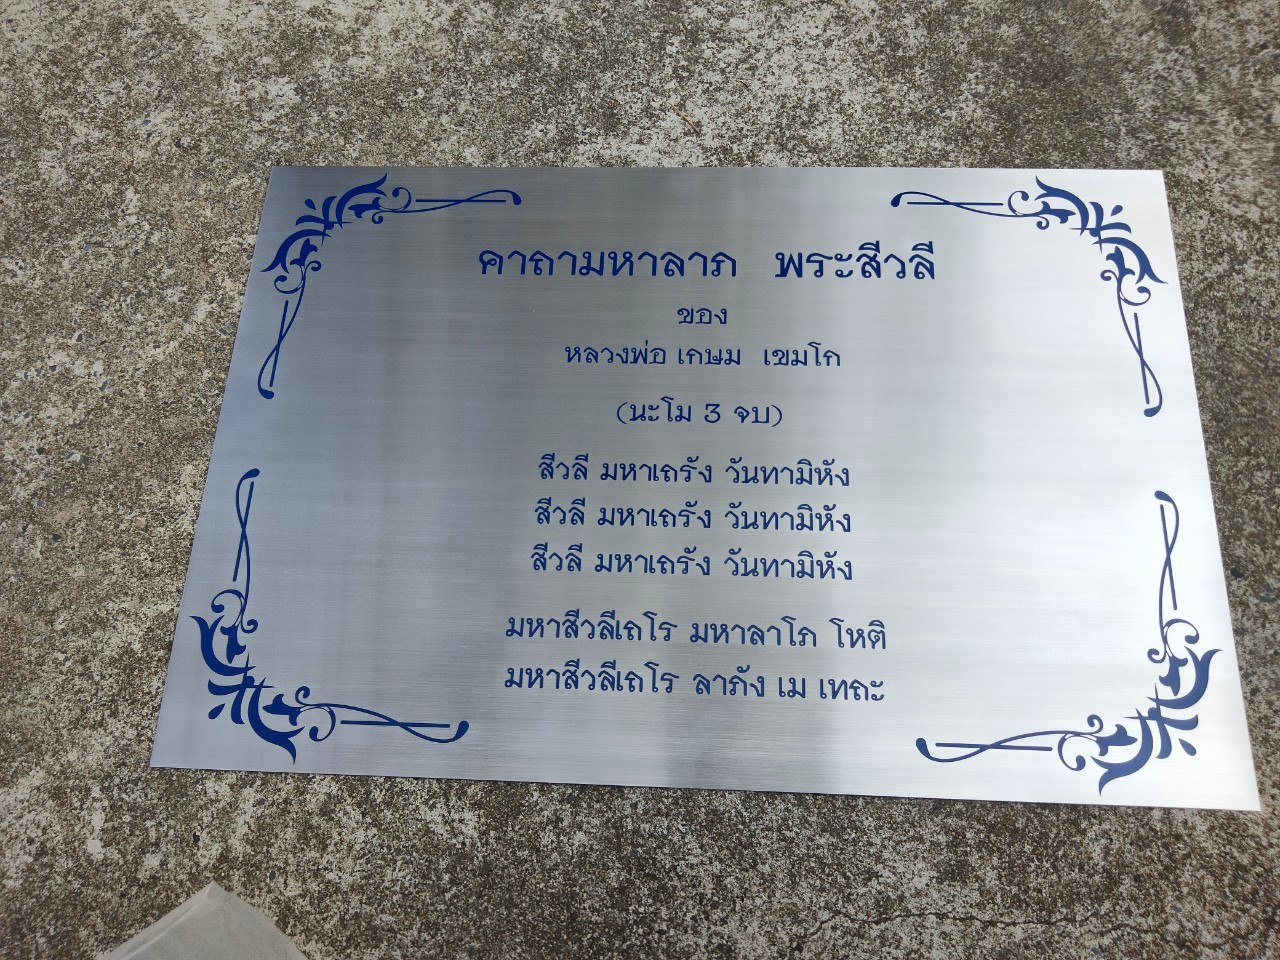 คาถามหาลาภ พระสีวลี
ของ
หลวงพ่อ เกษม เขมโก
(นะโม 3 จบ)
สีวลี มหาเถรัง วันทามิหัง
สีวลี มหาเถรัง วันทามิหัง
สีวลี มหาเถรัง วันทามิหัง
มหาสีวลีเถโร มหาลาโภ โหติ
มหาสีวลีเถโร ลาภัง เม เทถะ